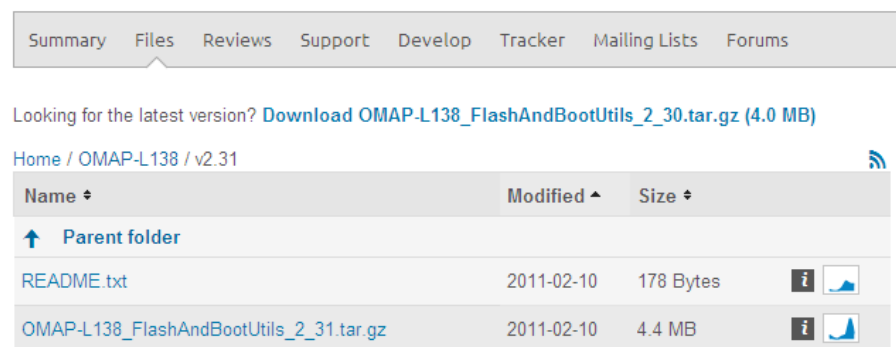 Summary Files Reviews Support Develop Tracker Mailing Lists Forums
Looking for the latest version? Download OMAP-L138_FlashAndBootUtils_2_30.tar.gz (4.0 MB)
Home / OMAP-L138 / v2.31
Name Modified Size
Parent folder
README.txt 2011-02-10 178 Bytes i
OMAP-L138_FlashAndBootUtils_2_31.tar.gz 2011-02-10 4.4 MB i